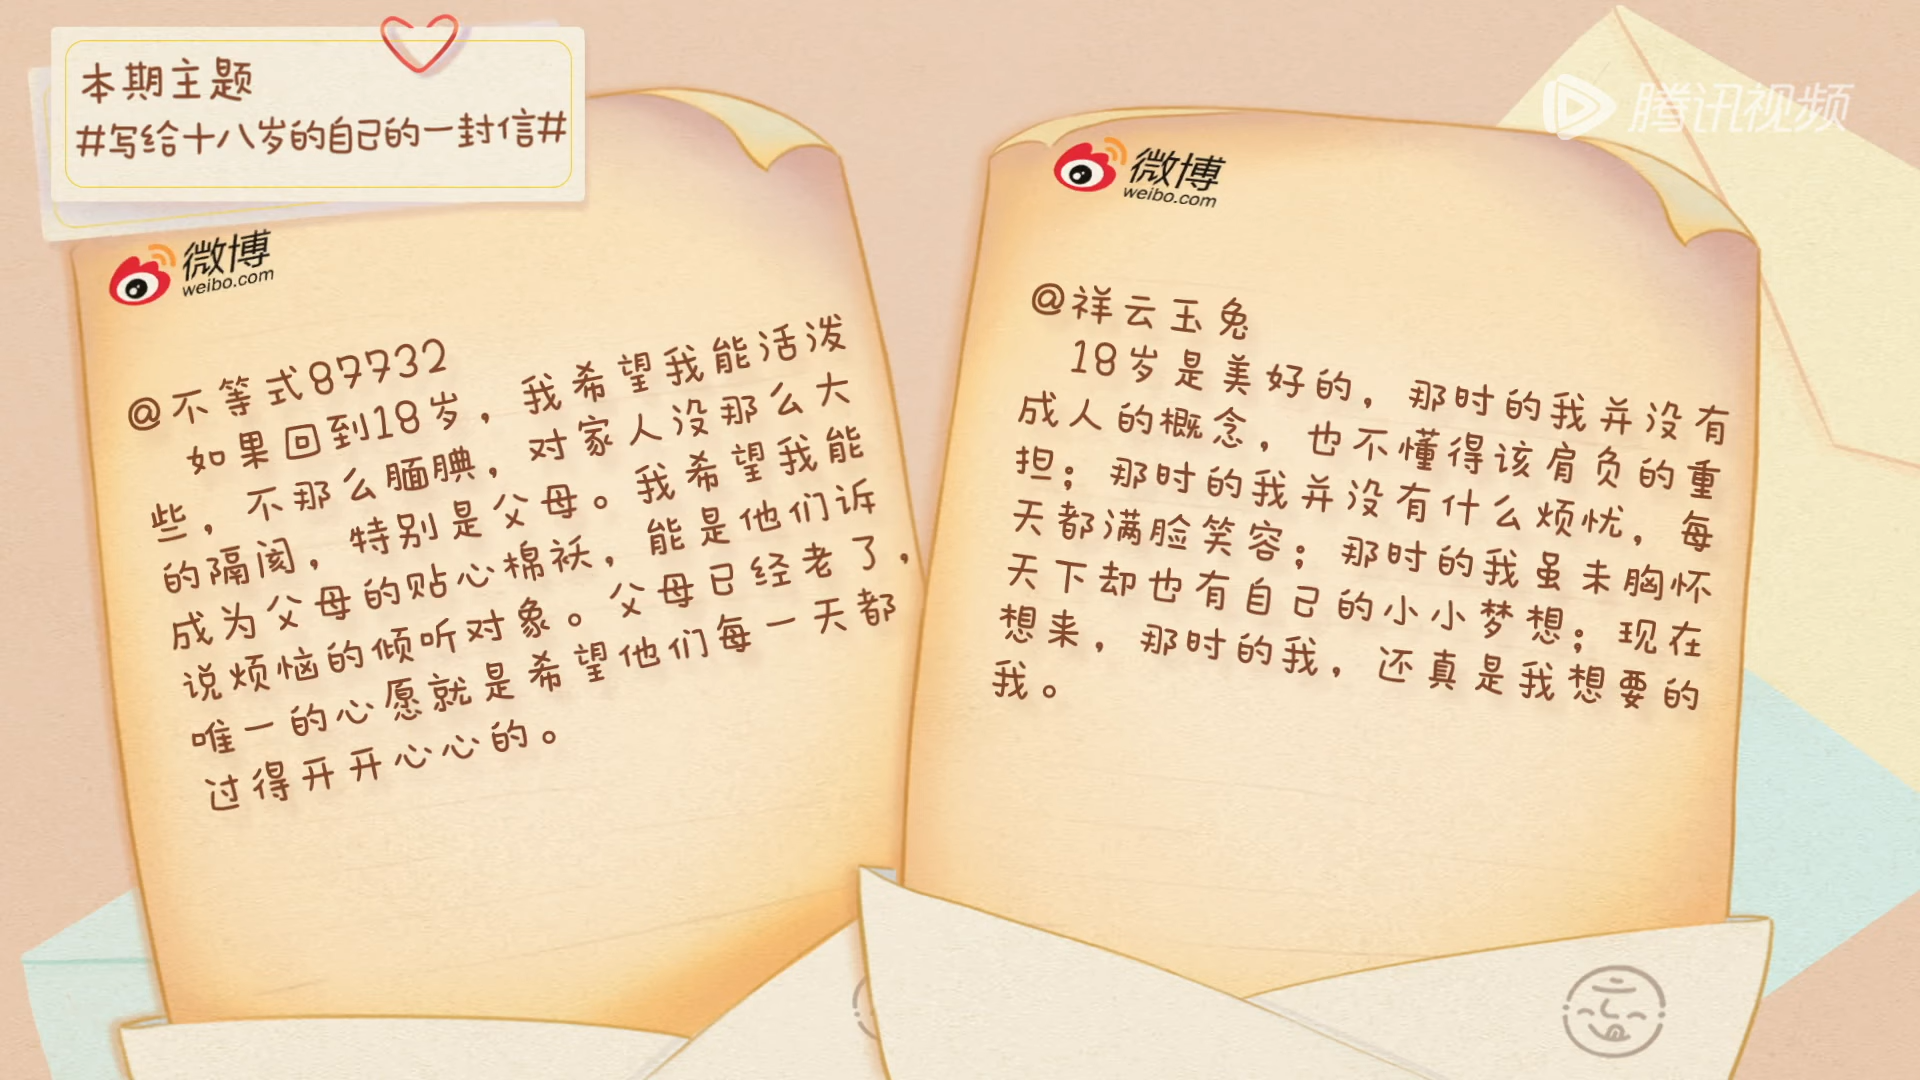 本期主题
#写给十八岁的自己的一封信#
腾讯视频
微博
weibo.com
@不等式87732
如果回到18岁，我希望我能活泼
些，不那么腼腆，对家人没那么大
的隔阂，特别是父母。我希望我能
成为父母的贴心棉袄，能是他们诉
说烦恼的倾听对象。父母已经老了，
唯一的心愿就是希望他们每一天都
过得开开心心的。
微博
weibo.com
@祥云玉兔
18岁是美好的，那时的我并没有
成人的概念，也不懂得该肩负的重
担；那时的我并没有什么烦忧，每
天都满脸笑容；那时的我虽未胸怀
天下却也有自己的小小梦想；现在
想来，那时的我，还真是我想要的
我。